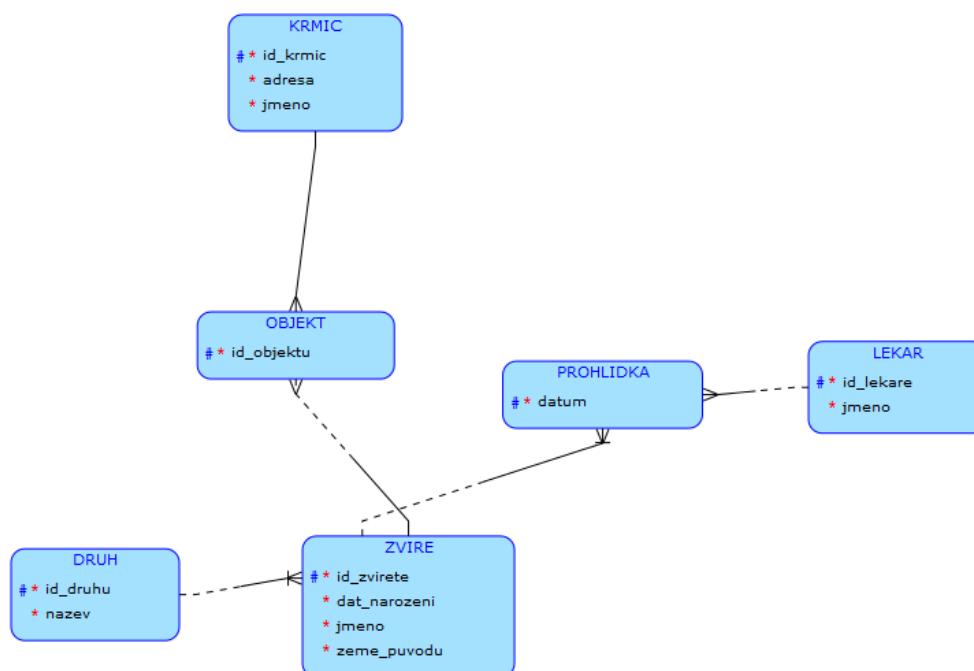 KRMIC
# * id_krmic
* adresa
* jmeno
OBJEKT
# * id_objektu
PROHLIDKA
# * datum
LEKAR
# * id_lekare
* jmeno
DRUH
# * id_druhu
* nazev
ZVIRE
# * id_zvirete
* dat_narozeni
* jmeno
* zeme_puvodu